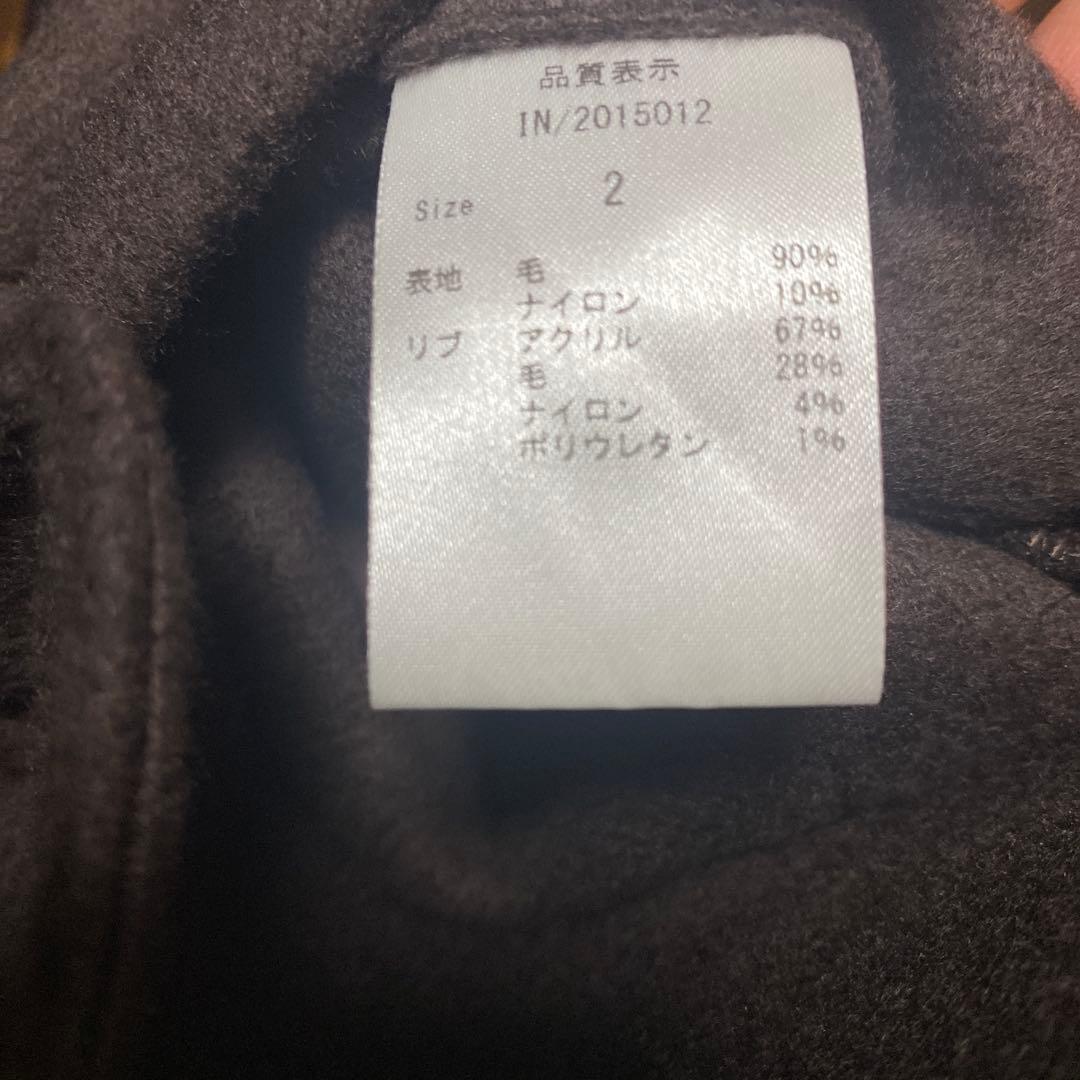 品質表示
IN/2015012
Size 2
表地 毛 90%
ナイロン 10%
リブ アクリル 67%
毛 28%
ナイロン 4%
ポリウレタン 1%